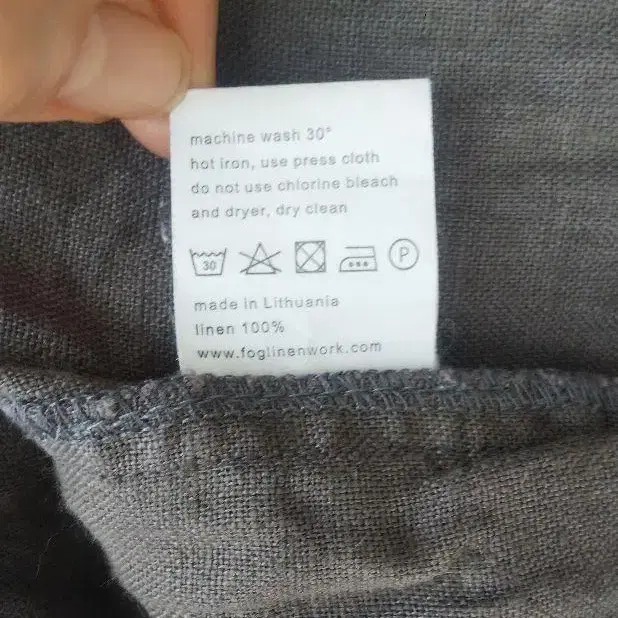 machine wash 30°
hot iron, use press cloth
do not use chlorine bleach
and dryer, dry clean
30
P
made in Lithuania
linen 100%
www.foglinenwork.com